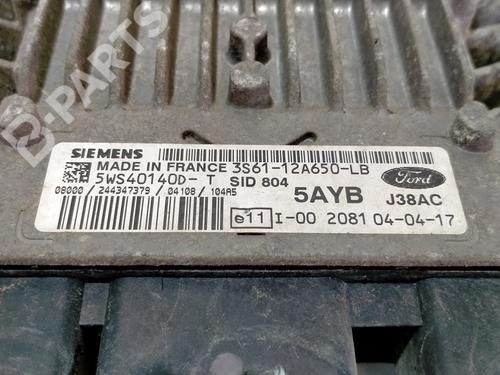 B-PARTS
SIEMENS
MADE IN FRANCE 3S61-12A650-LB
5WS40140D-T SID 804
08000 / 244347379 / 04108 / 104A5
5AYB
Ford
J38AC
e11 I-00 2081 04-04-17